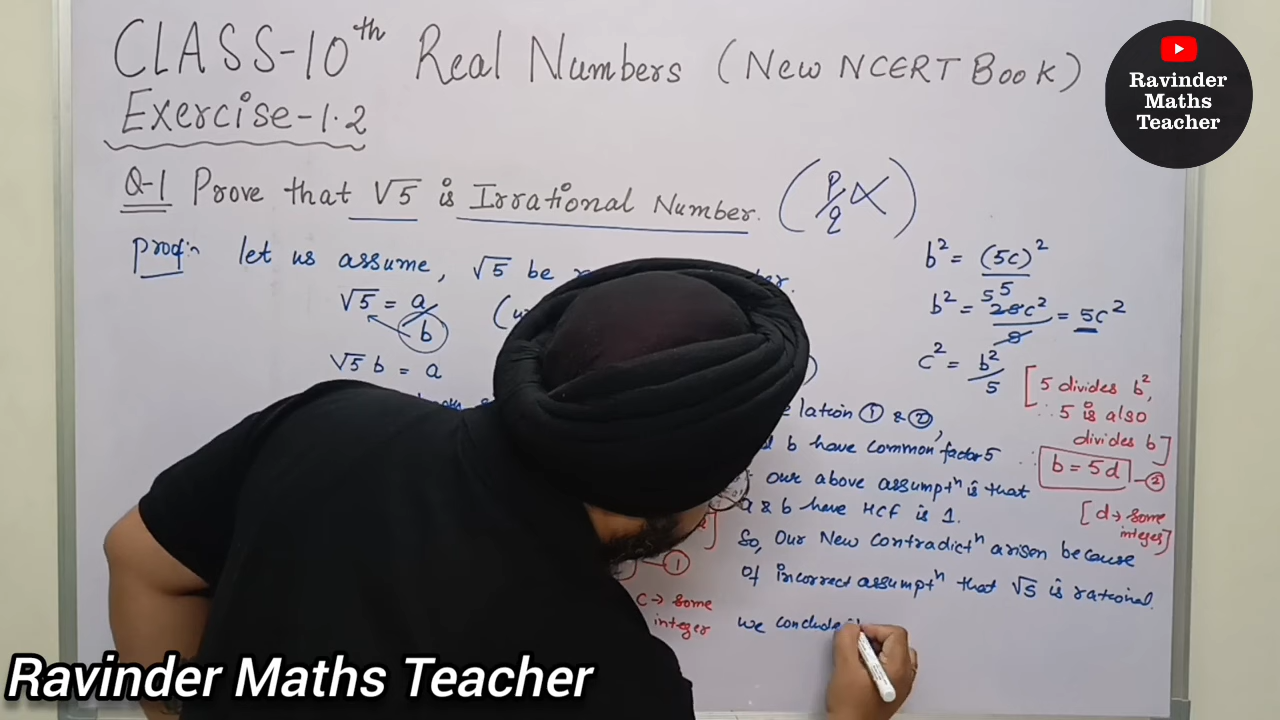 CLASS-10th Real Numbers (New NCERT Book)
Exercise-1.2
Ravinder
Maths
Teacher
Q-1 Prove that √5 is Irrational Number. (p/q)
Proof:- let us assume, √5 be
√5 = a/b
√5 b = a
b² = (5c)²/5
b² = 25c²/5 = 5c²
c² = b²/5
[5 divides b²,
∴ 5 is also
divides b]
∴ b = 5d -②
[d → some
integer]
lation ① & ②,
b have common factor 5
our above assumptⁿ is that
a & b have HCF is 1.
So, Our New Contradictⁿ arisen because
of incorrect assumptⁿ that √5 is rational.
we conclude
①
c → some
integer
Ravinder Maths Teacher